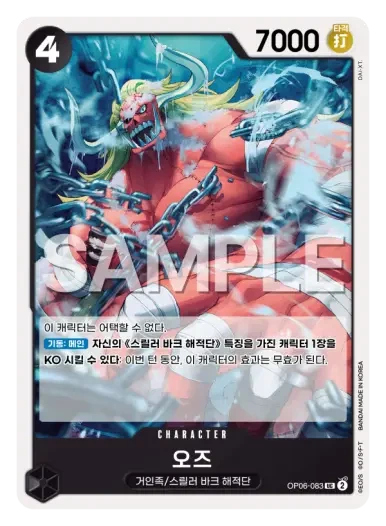 4
7000
타격
打
DAI-XT.
SAMPLE
이 캐릭터는 어택할 수 없다.
기동: 메인 자신의 《스릴러 바크 해적단》 특징을 가진 캐릭터 1장을
KO 시킬 수 있다: 이번 턴 동안, 이 캐릭터의 효과는 무효가 된다.
CHARACTER
오즈
거인족/스릴러 바크 해적단
OP06-083 UC
2
©E.O/S ©O./S·F·T BANDAI MADE IN KOREA